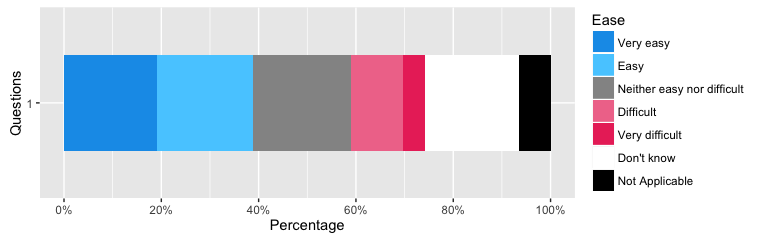 Questions
1
0%
20%
40%
60%
80%
100%
Percentage
Ease
Very easy
Easy
Neither easy nor difficult
Difficult
Very difficult
Don't know
Not Applicable